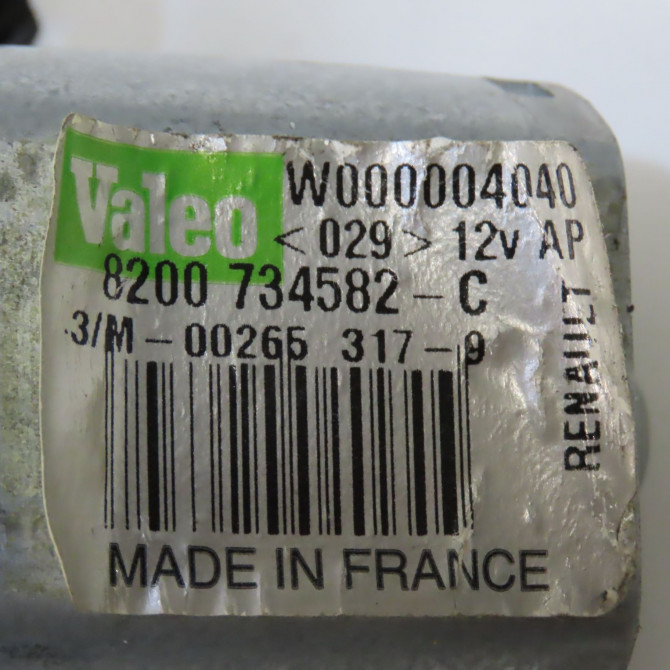 Valeo W000004040
<029> 12v AP
8200 734582-C
.3/M-00265 317-9
RENAULT
MADE IN FRANCE